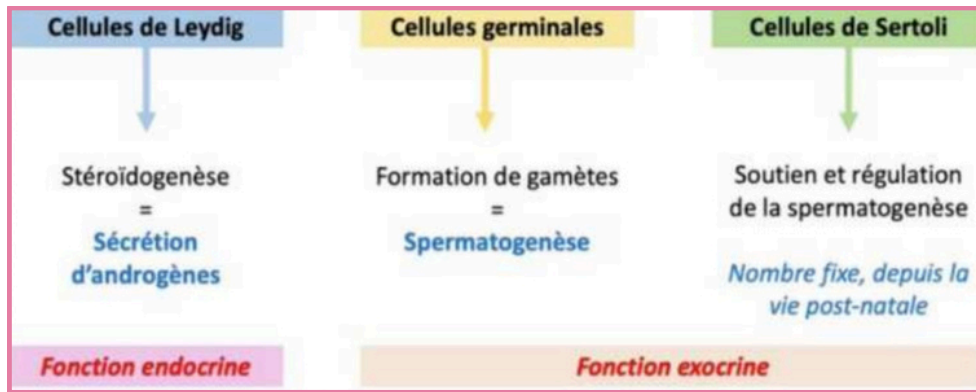 Cellules de Leydig
Stéroïdogenèse
=
Sécrétion
d'androgènes
Fonction endocrine
Cellules germinales
Formation de gamètes
=
Spermatogenèse
Cellules de Sertoli
Soutien et régulation
de la spermatogenèse
Nombre fixe, depuis la
vie post-natale
Fonction exocrine